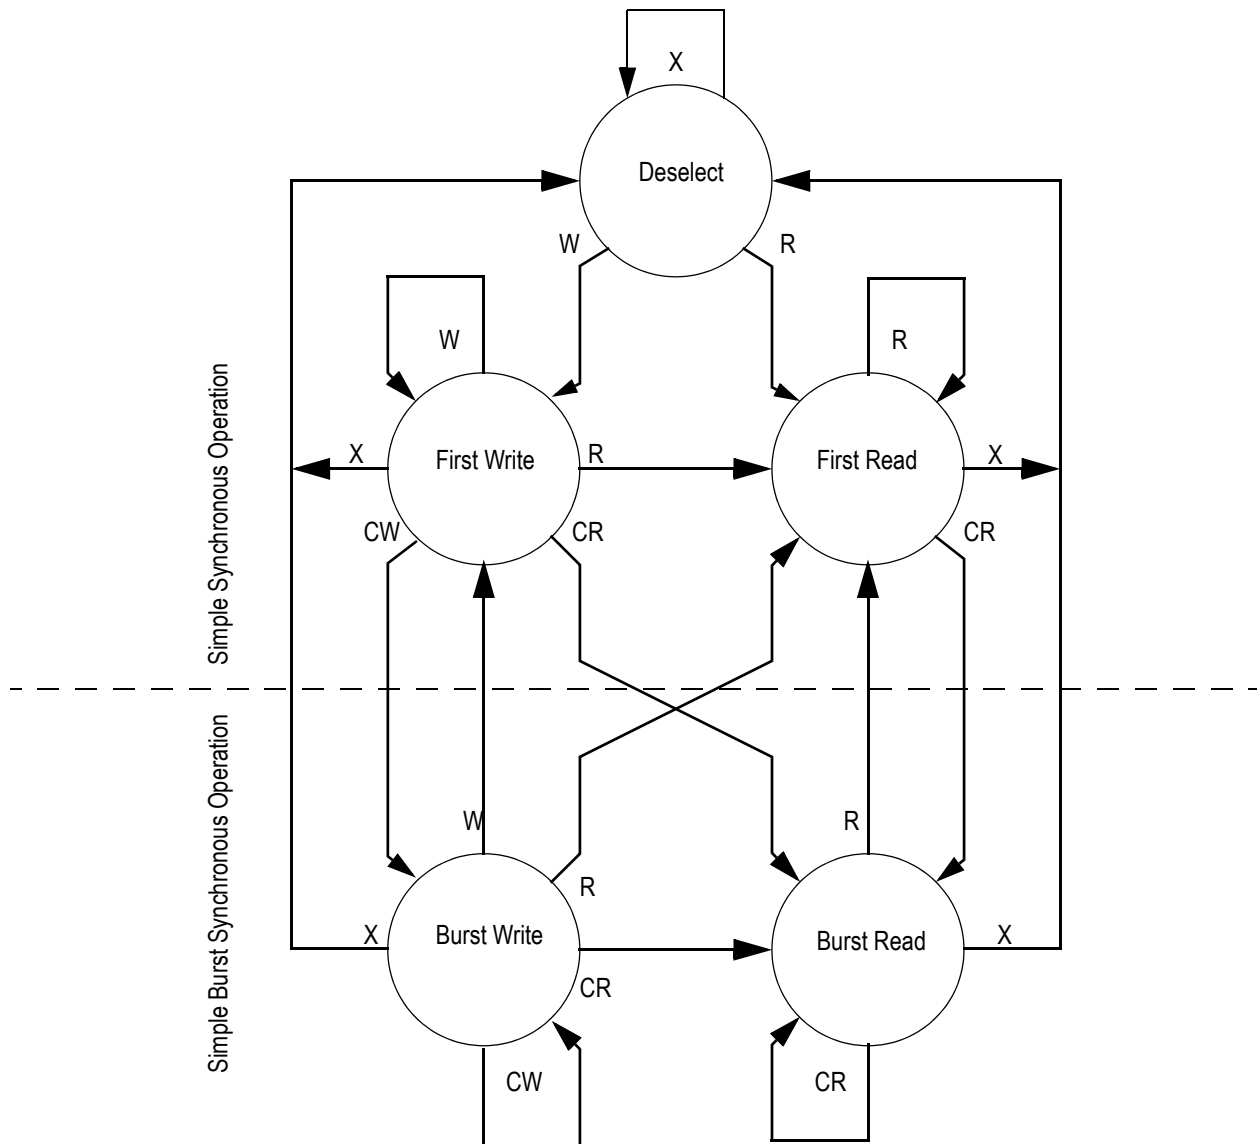 X
Deselect
W
R
W
R
Simple Synchronous Operation
X
First Write
R
First Read
X
CW
CR
CR
Simple Burst Synchronous Operation
W
R
R
X
Burst Write
Burst Read
X
CR
CW
CR